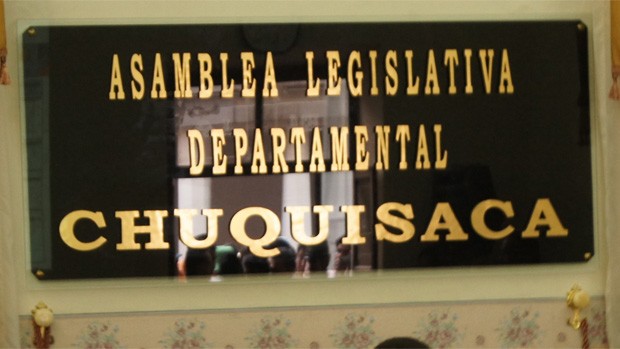 ASAMBLEA LEGISLATIVA
DEPARTAMENTAL
CHUQUISACA